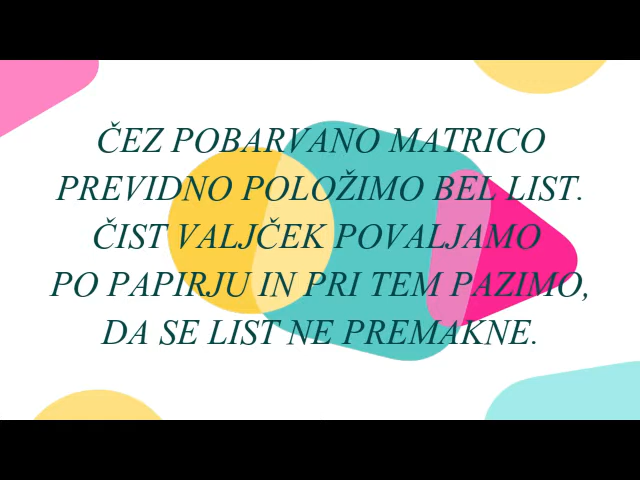 ČEZ POBARVANO MATRICO
PREVIDNO POLOŽIMO BEL LIST.
ČIST VALJČEK POVALJAMO
PO PAPIRJU IN PRI TEM PAZIMO,
DA SE LIST NE PREMAKNE.